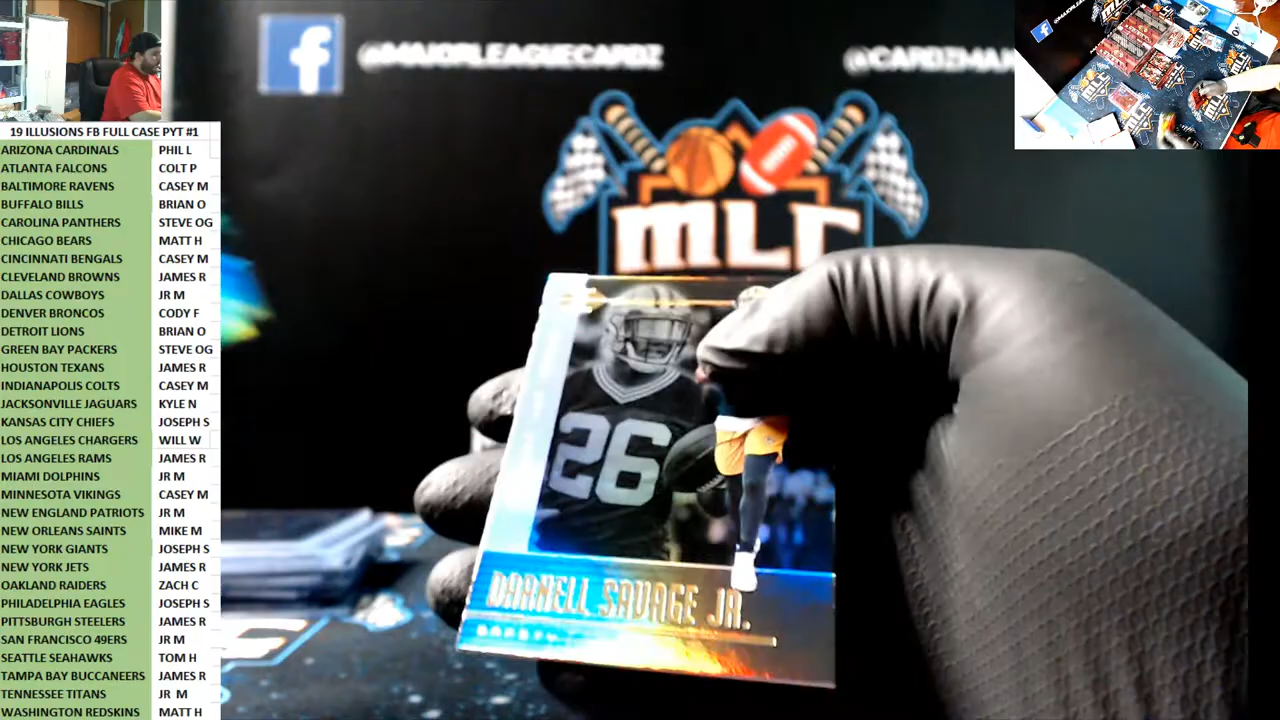 19 ILLUSIONS FB FULL CASE PYT #1
ARIZONA CARDINALS PHIL L
ATLANTA FALCONS COLT P
BALTIMORE RAVENS CASEY M
BUFFALO BILLS BRIAN O
CAROLINA PANTHERS STEVE OG
CHICAGO BEARS MATT H
CINCINNATI BENGALS CASEY M
CLEVELAND BROWNS JAMES R
DALLAS COWBOYS JR M
DENVER BRONCOS CODY F
DETROIT LIONS BRIAN O
GREEN BAY PACKERS STEVE OG
HOUSTON TEXANS JAMES R
INDIANAPOLIS COLTS CASEY M
JACKSONVILLE JAGUARS KYLE N
KANSAS CITY CHIEFS JOSEPH S
LOS ANGELES CHARGERS WILL W
LOS ANGELES RAMS JAMES R
MIAMI DOLPHINS JR M
MINNESOTA VIKINGS CASEY M
NEW ENGLAND PATRIOTS JR M
NEW ORLEANS SAINTS MIKE M
NEW YORK GIANTS JOSEPH S
NEW YORK JETS JAMES R
OAKLAND RAIDERS ZACH C
PHILADELPHIA EAGLES JOSEPH S
PITTSBURGH STEELERS JAMES R
SAN FRANCISCO 49ERS JR M
SEATTLE SEAHAWKS TOM H
TAMPA BAY BUCCANEERS JAMES R
TENNESSEE TITANS JR M
WASHINGTON REDSKINS MATT H
f @MAJORLEAGUECARDZ @CARDZMAN
MLC
26
DARNELL SAVAGE JR.
SAFETY
MLC